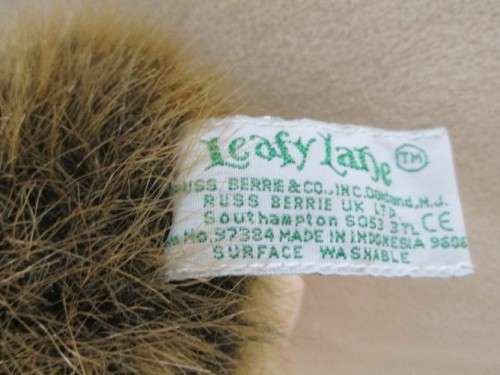 Leafy Lane TM
RUSS BERRIE & CO., INC. Oakland, N.J.
RUSS BERRIE UK LTD.
Southampton SO53 3TL CE
No. 37384 MADE IN INDONESIA 9606
SURFACE WASHABLE